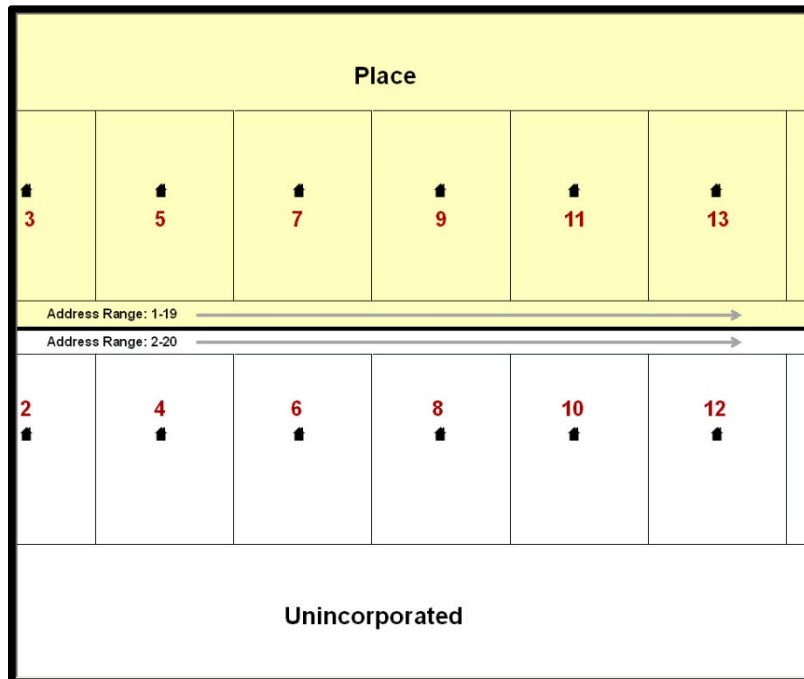 Place
3 5 7 9 11 13
Address Range: 1-19
Address Range: 2-20
2 4 6 8 10 12
Unincorporated